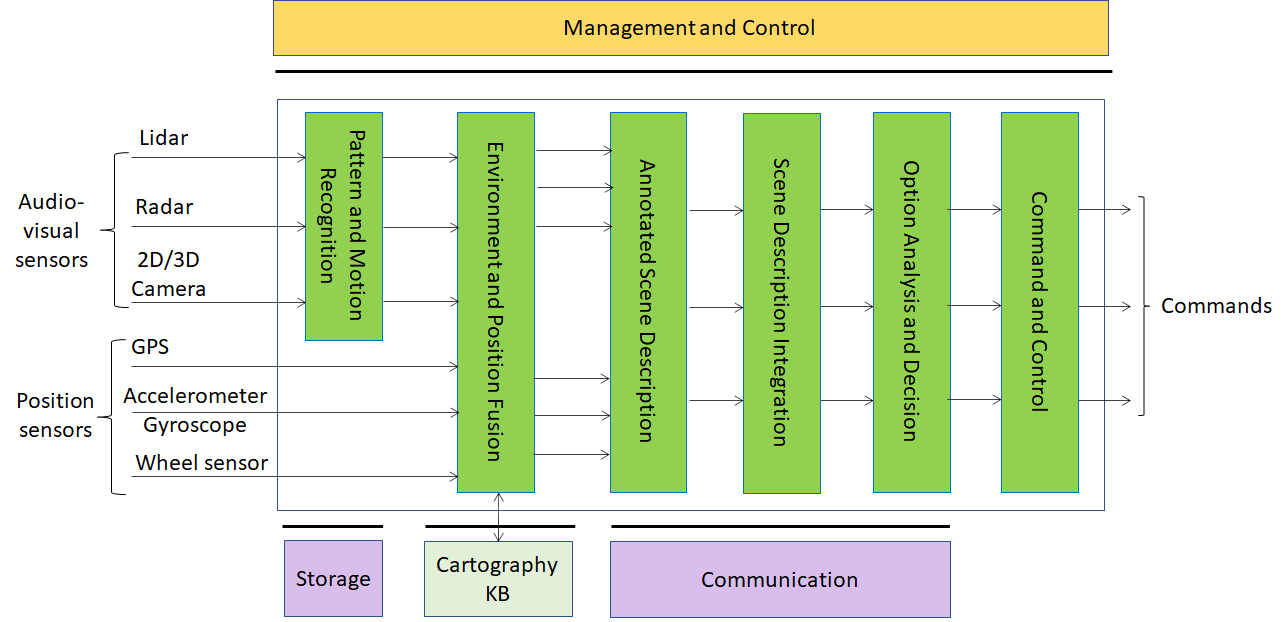 Management and Control
Lidar
Radar
2D/3D
Camera
Audio-
visual
sensors
GPS
Accelerometer
Gyroscope
Wheel sensor
Position
sensors
Pattern and Motion
Recognition
Environment and Position Fusion
Annotated Scene Description
Scene Description Integration
Option Analysis and Decision
Command and Control
Commands
Storage
Cartography
KB
Communication